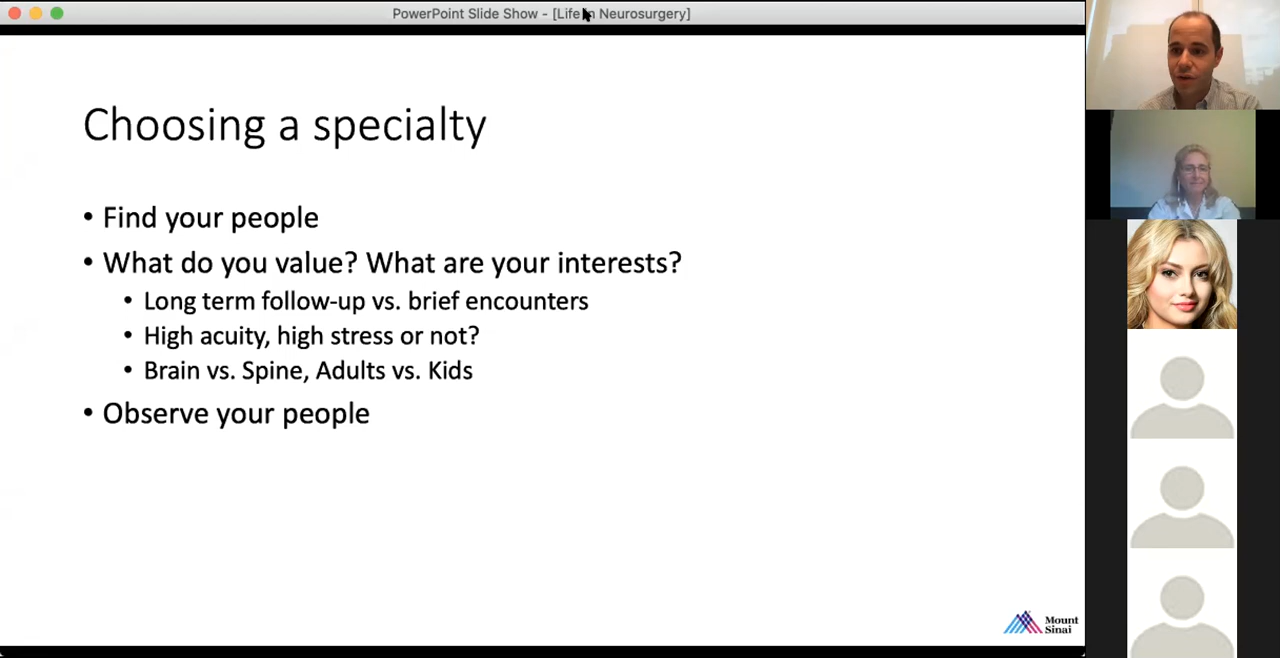 PowerPoint Slide Show - [Life in Neurosurgery]
Choosing a specialty
• Find your people
• What do you value? What are your interests?
• Long term follow-up vs. brief encounters
• High acuity, high stress or not?
• Brain vs. Spine, Adults vs. Kids
• Observe your people
Mount
Sinai